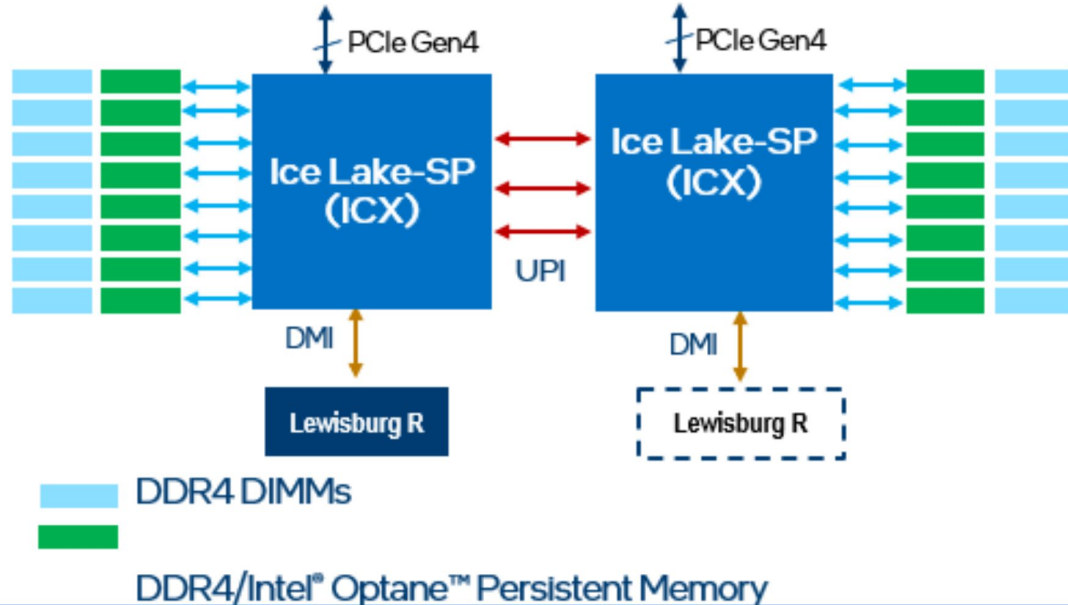 PCIe Gen4
PCIe Gen4
Ice Lake-SP
(ICX)
Ice Lake-SP
(ICX)
UPI
DMI
DMI
Lewisburg R
Lewisburg R
DDR4 DIMMs
DDR4/Intel® Optane™ Persistent Memory